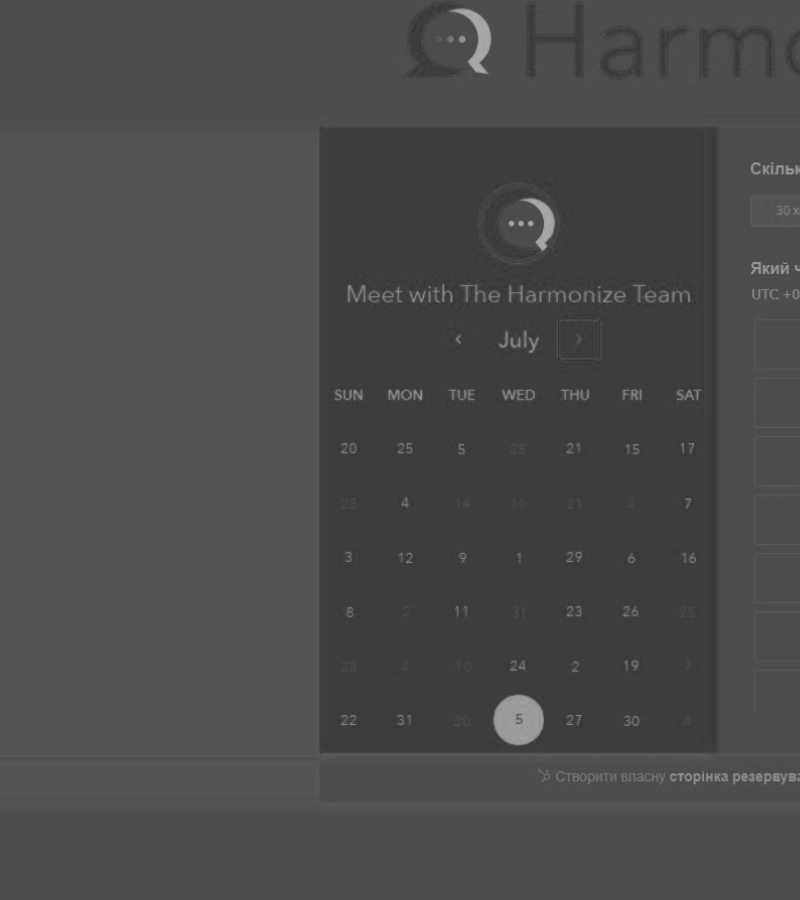 Harmo
Meet with The Harmonize Team
‹ July ›
SUN MON TUE WED THU FRI SAT
20 25 5 25 21 15 17
28 4 14 11 21 2 7
3 12 9 1 29 6 16
8 2 11 31 23 26 25
28 4 10 24 2 19 7
22 31 20 5 27 30 4
Скільк
30 х
Який ч
UTC +0
Створити власну сторінка резервува